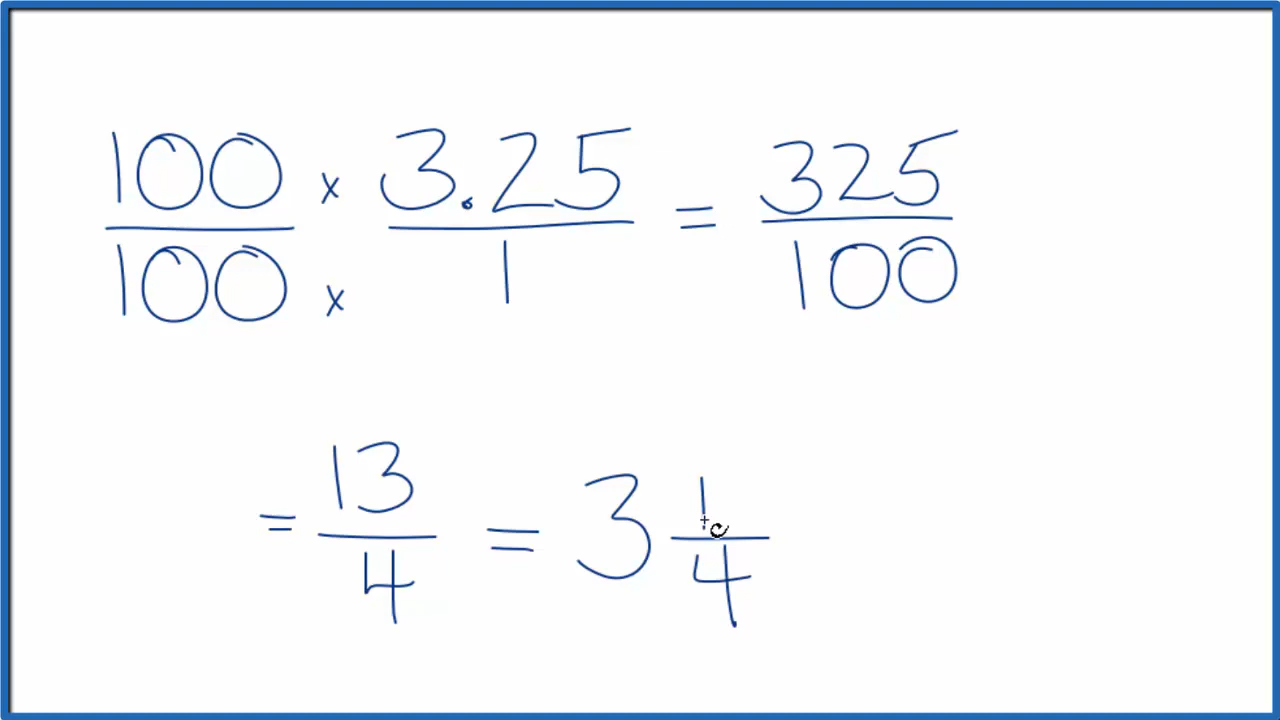 100 x 3.25 = 325
100 x 1 100
= 13 = 3 1
4 4